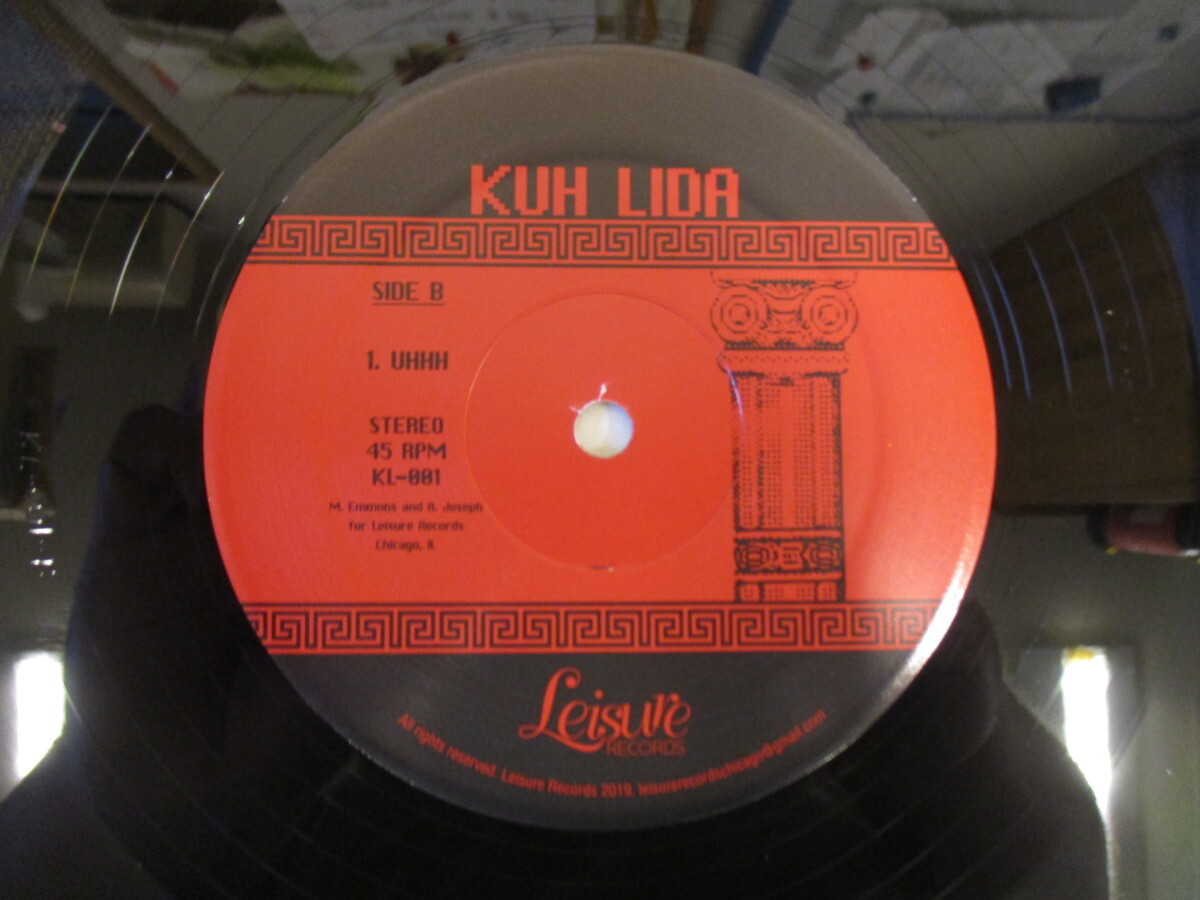 KUH LIDA
SIDE B
1. UHHH
STEREO
45 RPM
KL-001
M. Emmons and R. Joseph
for Leisure Records
Chicago, IL
Leisure
RECORDS
All rights reserved. Leisure Records 2019. leisurerecordschicago@gmail.com